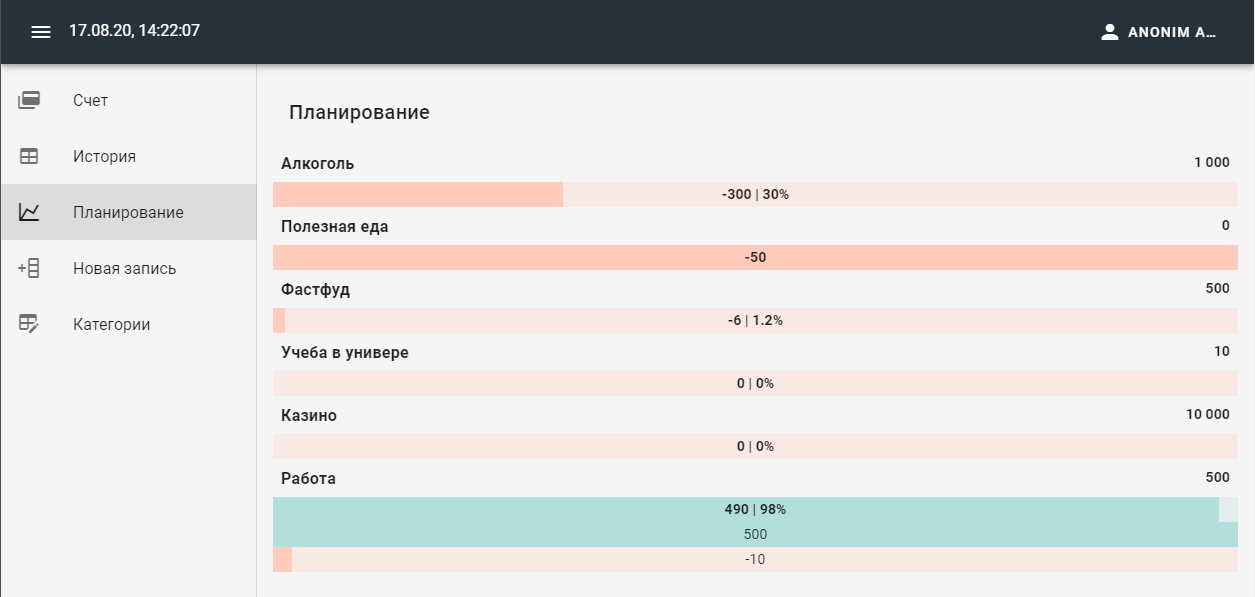 17.08.20, 14:22:07
ANONIM A...
Счет
История
Планирование
Новая запись
Категории
Планирование
Алкоголь 1 000
-300 | 30%
Полезная еда 0
-50
Фастфуд 500
-6 | 1.2%
Учеба в универе 10
0 | 0%
Казино 10 000
0 | 0%
Работа 500
490 | 98%
500
-10